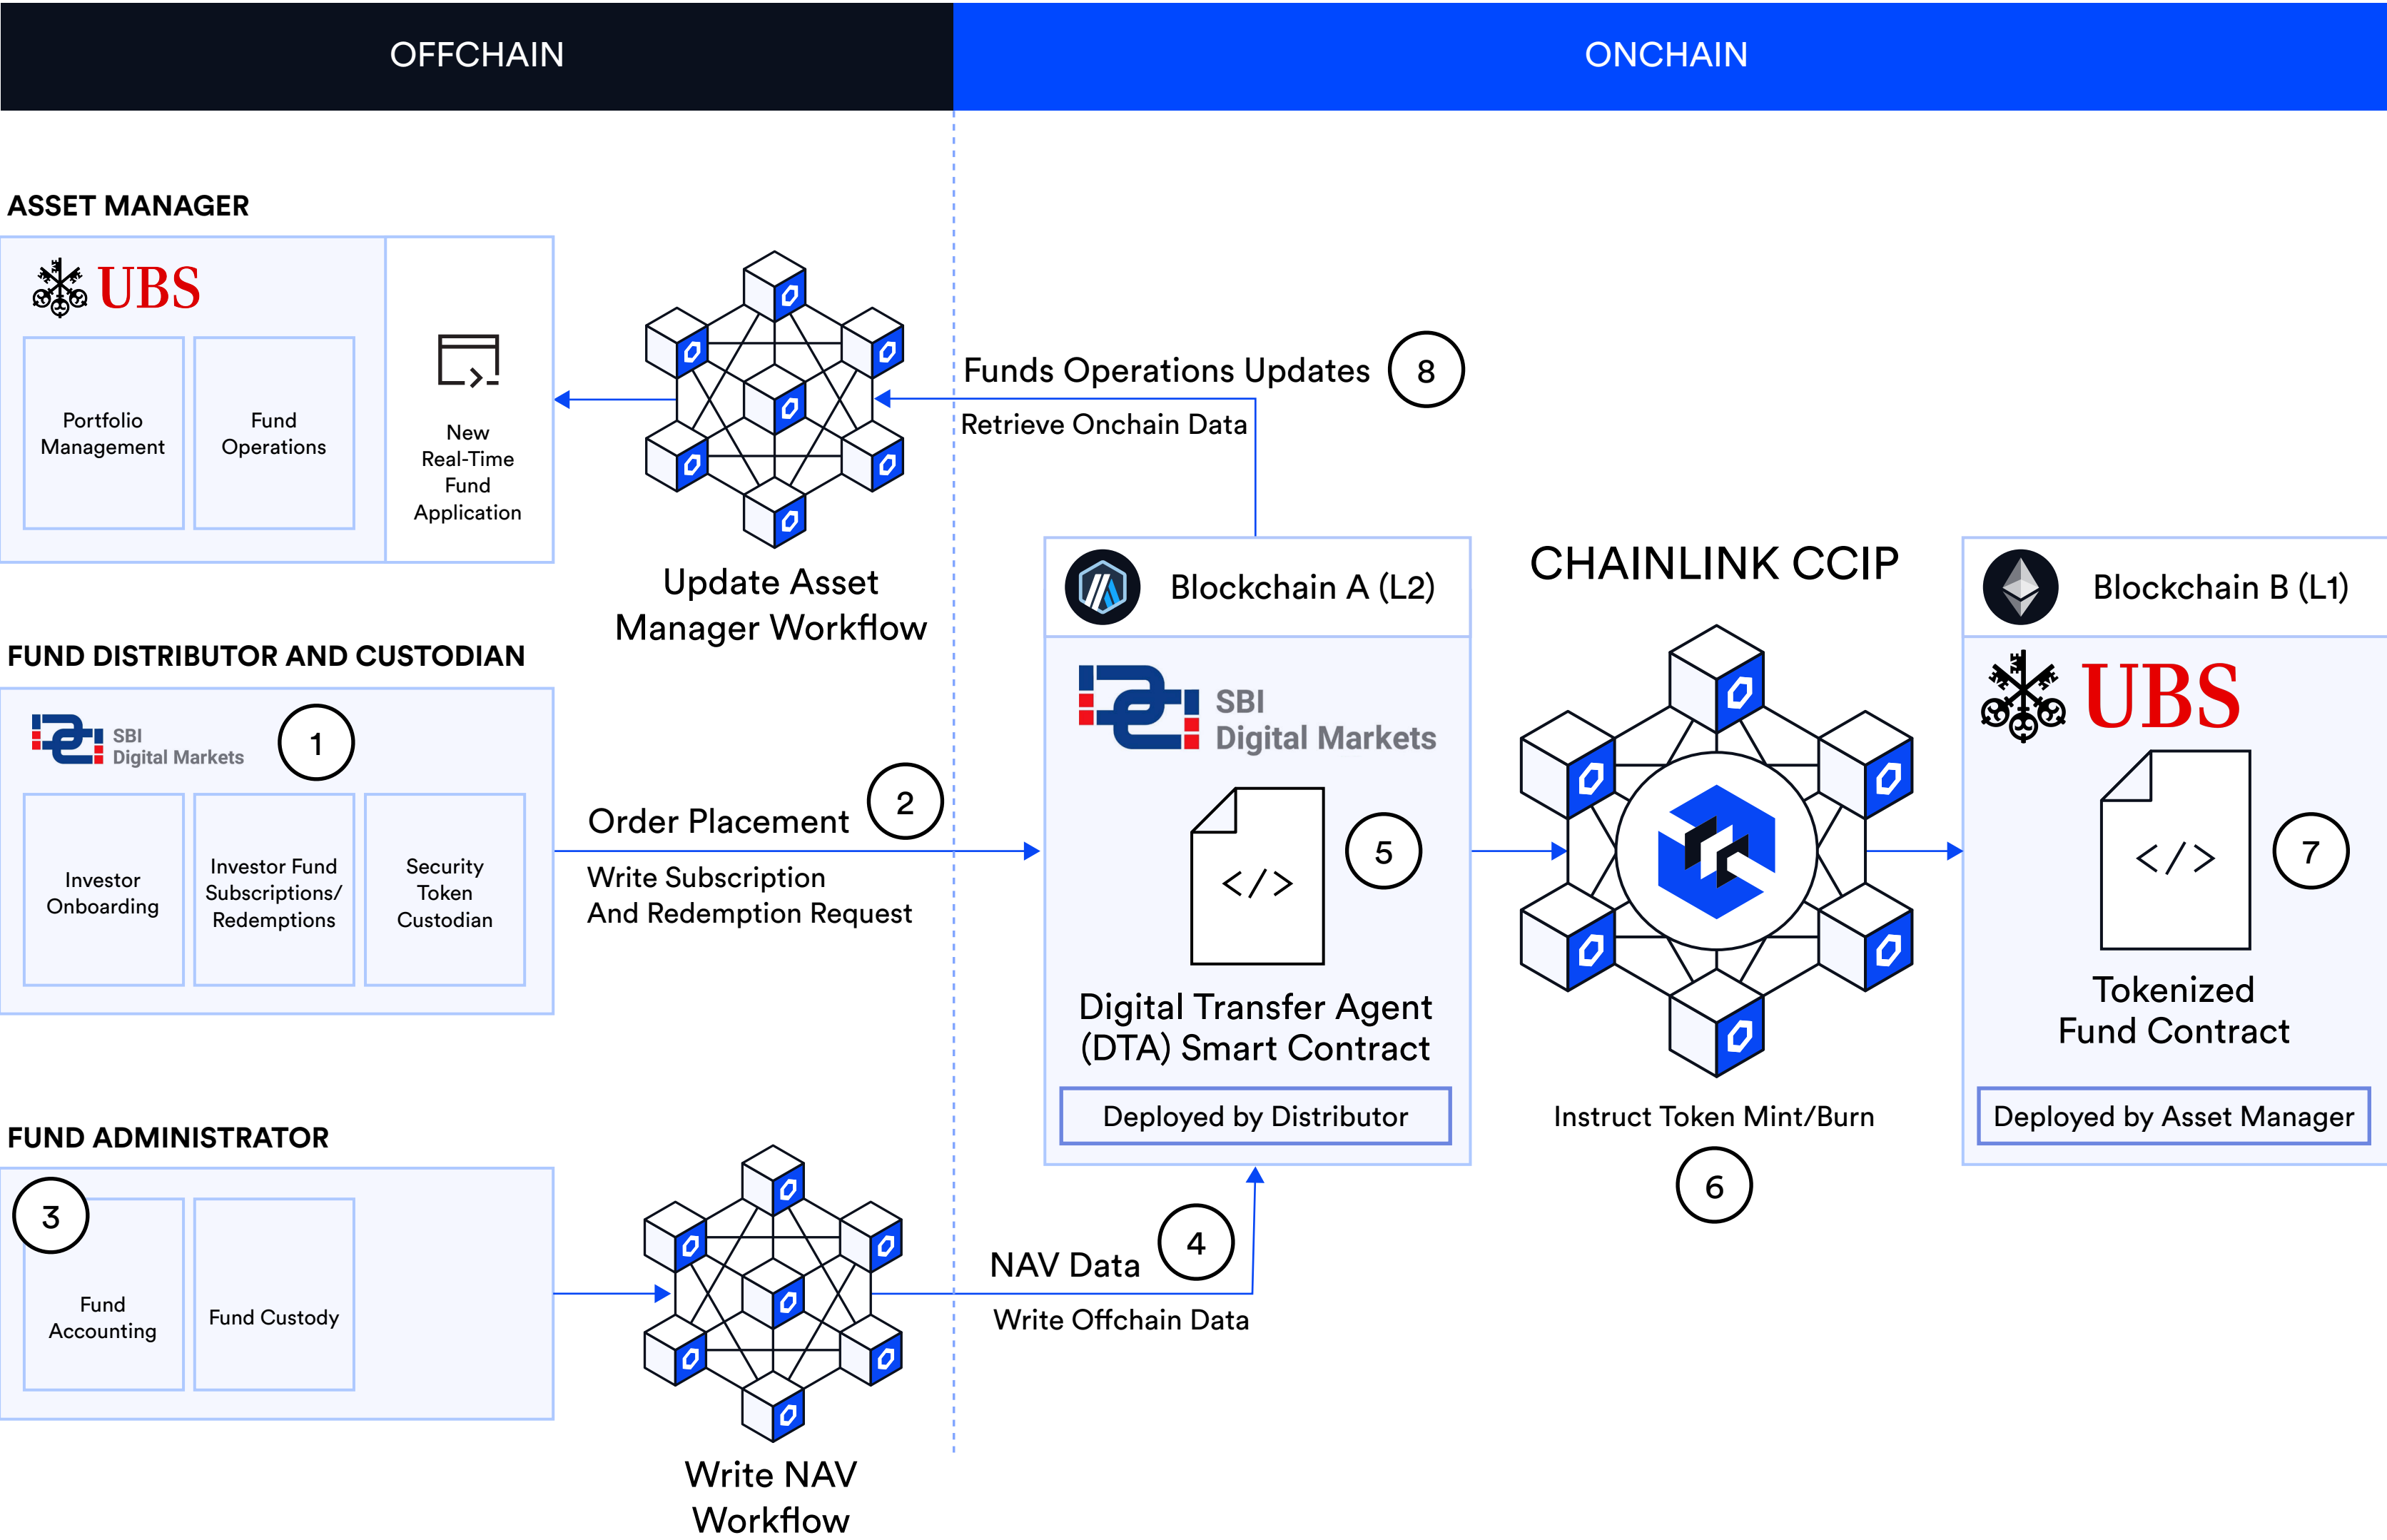 OFFCHAIN
ONCHAIN
ASSET MANAGER
UBS
Portfolio
Management
Fund
Operations
New
Real-Time
Fund
Application
Update Asset
Manager Workflow
Funds Operations Updates
8
Retrieve Onchain Data
FUND DISTRIBUTOR AND CUSTODIAN
SBI
Digital Markets
1
Investor
Onboarding
Investor Fund
Subscriptions/
Redemptions
Security
Token
Custodian
Order Placement
2
Write Subscription
And Redemption Request
Blockchain A (L2)
SBI
Digital Markets
</>
5
Digital Transfer Agent
(DTA) Smart Contract
Deployed by Distributor
CHAINLINK CCIP
Instruct Token Mint/Burn
6
Blockchain B (L1)
UBS
</>
7
Tokenized
Fund Contract
Deployed by Asset Manager
FUND ADMINISTRATOR
3
Fund
Accounting
Fund Custody
Write NAV
Workflow
NAV Data
4
Write Offchain Data